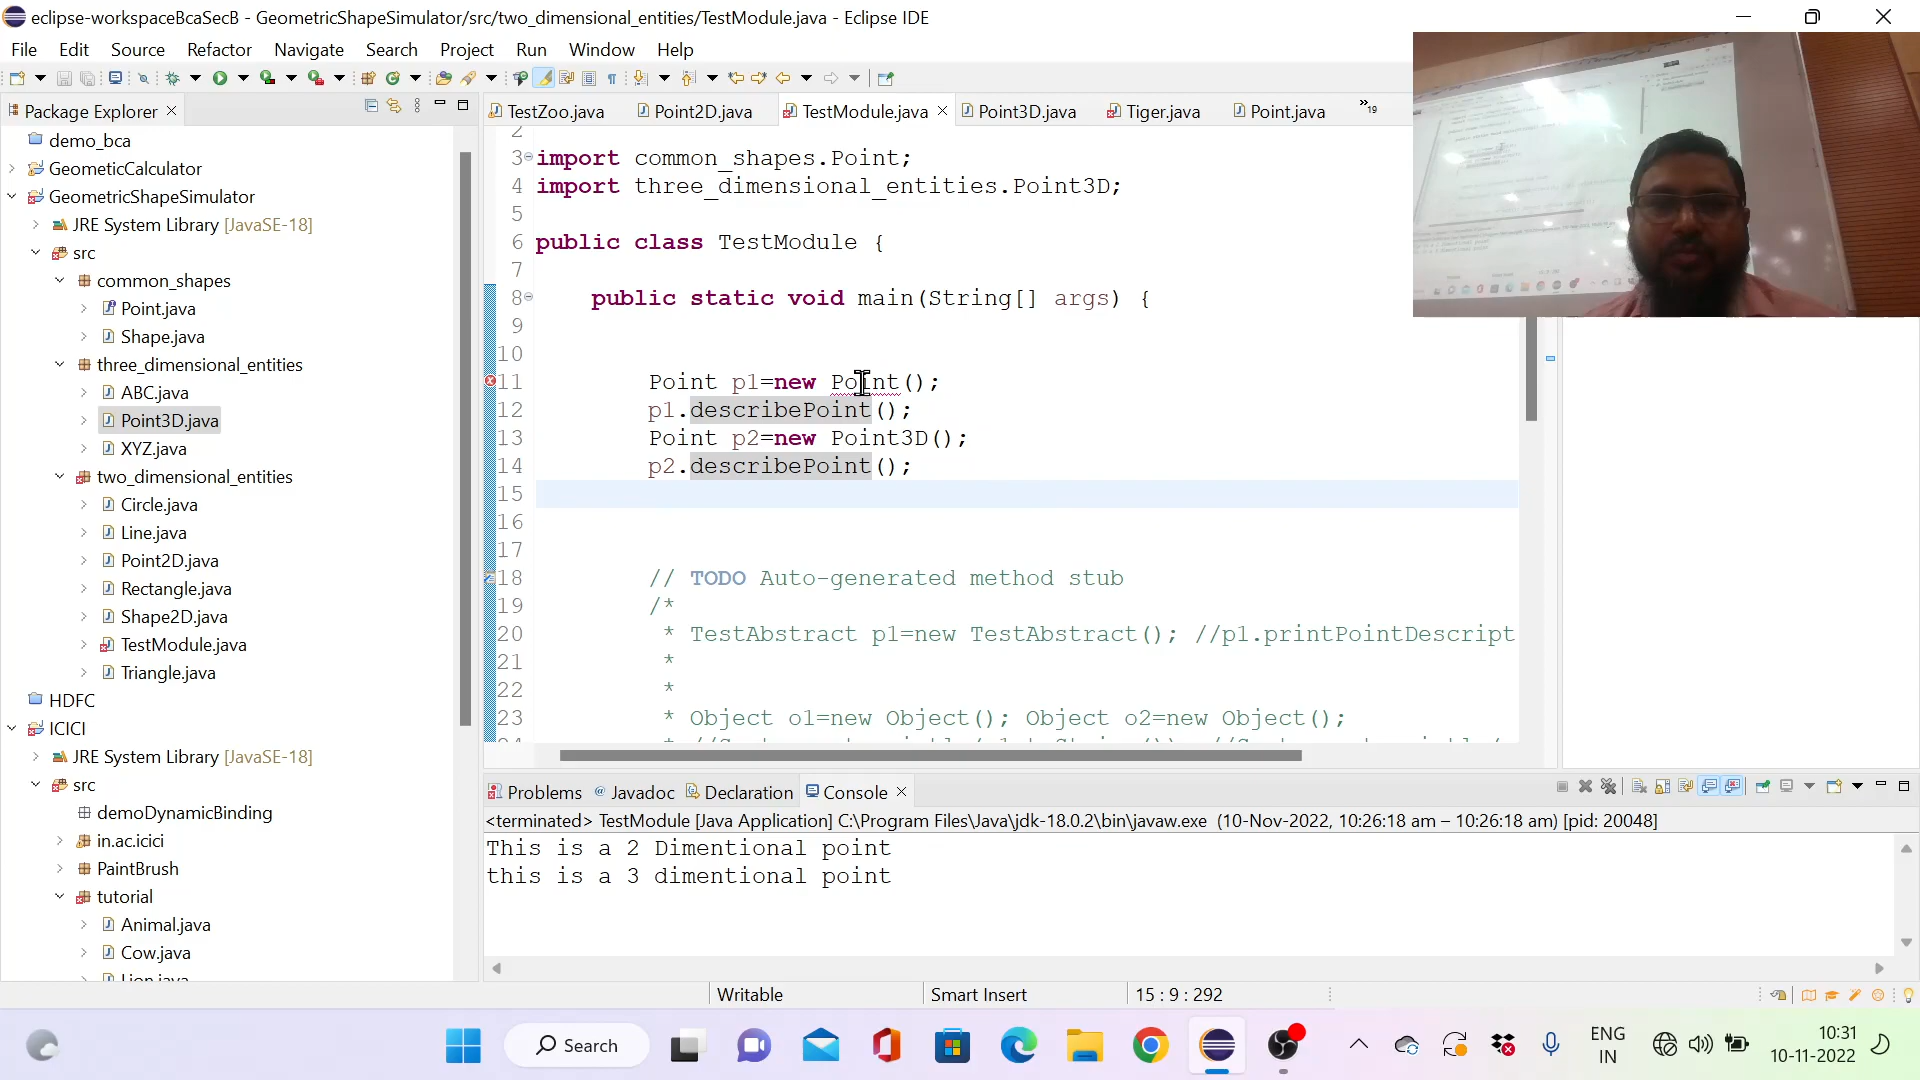 eclipse-workspaceBcaSecB - GeometricShapeSimulator/src/two_dimensional_entities/TestModule.java - Eclipse IDE
File Edit Source Refactor Navigate Search Project Run Window Help
Package Explorer
demo_bca
GeometicCalculator
GeometricShapeSimulator
JRE System Library [JavaSE-18]
src
common_shapes
Point.java
Shape.java
three_dimensional_entities
ABC.java
Point3D.java
XYZ.java
two_dimensional_entities
Circle.java
Line.java
Point2D.java
Rectangle.java
Shape2D.java
TestModule.java
Triangle.java
HDFC
ICICI
JRE System Library [JavaSE-18]
src
demoDynamicBinding
in.ac.icici
PaintBrush
tutorial
Animal.java
Cow.java
Lion.java
TestZoo.java Point2D.java TestModule.java Point3D.java Tiger.java Point.java »19
2
3 import common_shapes.Point;
4 import three_dimensional_entities.Point3D;
5
6 public class TestModule {
7
8 public static void main(String[] args) {
9
10
11 Point p1=new Point();
12 p1.describePoint();
13 Point p2=new Point3D();
14 p2.describePoint();
15
16
17
18 // TODO Auto-generated method stub
19 /*
20 * TestAbstract p1=new TestAbstract(); //p1.printPointDescript
21 *
22 *
23 * Object o1=new Object(); Object o2=new Object();
Problems Javadoc Declaration Console
<terminated> TestModule [Java Application] C:\Program Files\Java\jdk-18.0.2\bin\javaw.exe (10-Nov-2022, 10:26:18 am – 10:26:18 am) [pid: 20048]
This is a 2 Dimentional point
this is a 3 dimentional point
Writable Smart Insert 15 : 9 : 292
Search
ENG
IN
10:31
10-11-2022